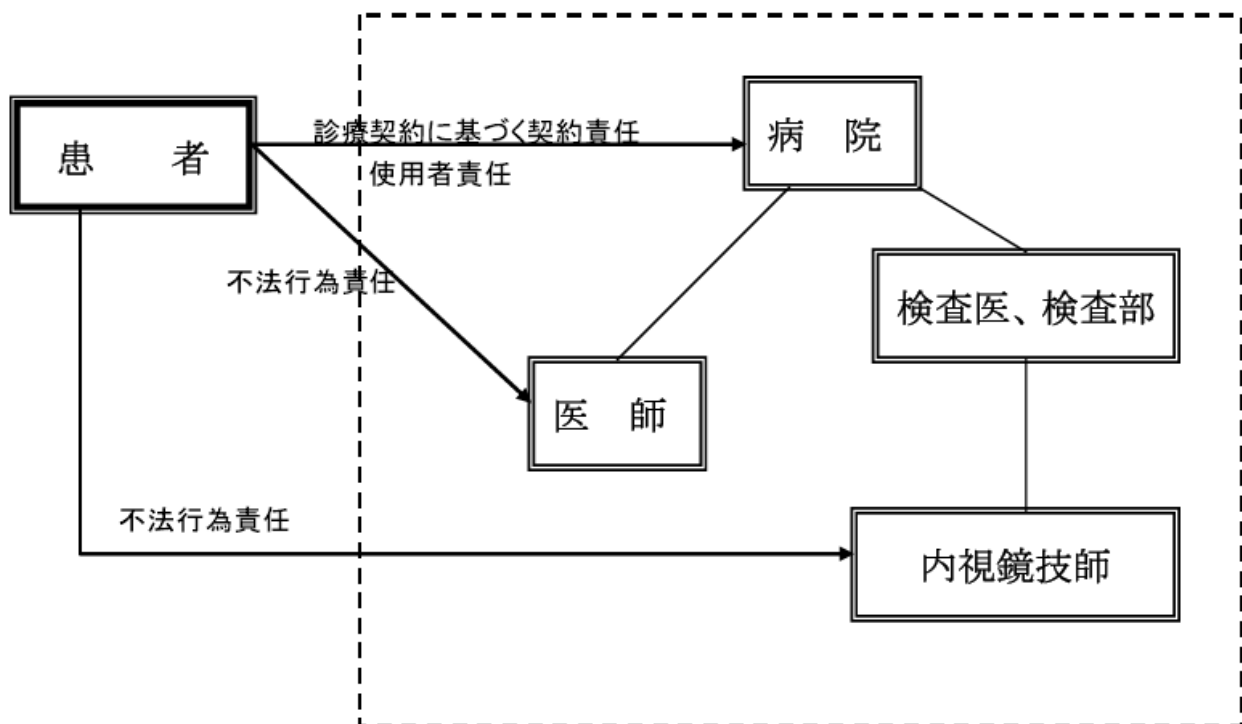 病　院
患　　者
診療契約に基づく契約責任
使用者責任
不法行為責任
検査医、検査部
医　師
不法行為責任
内視鏡技師